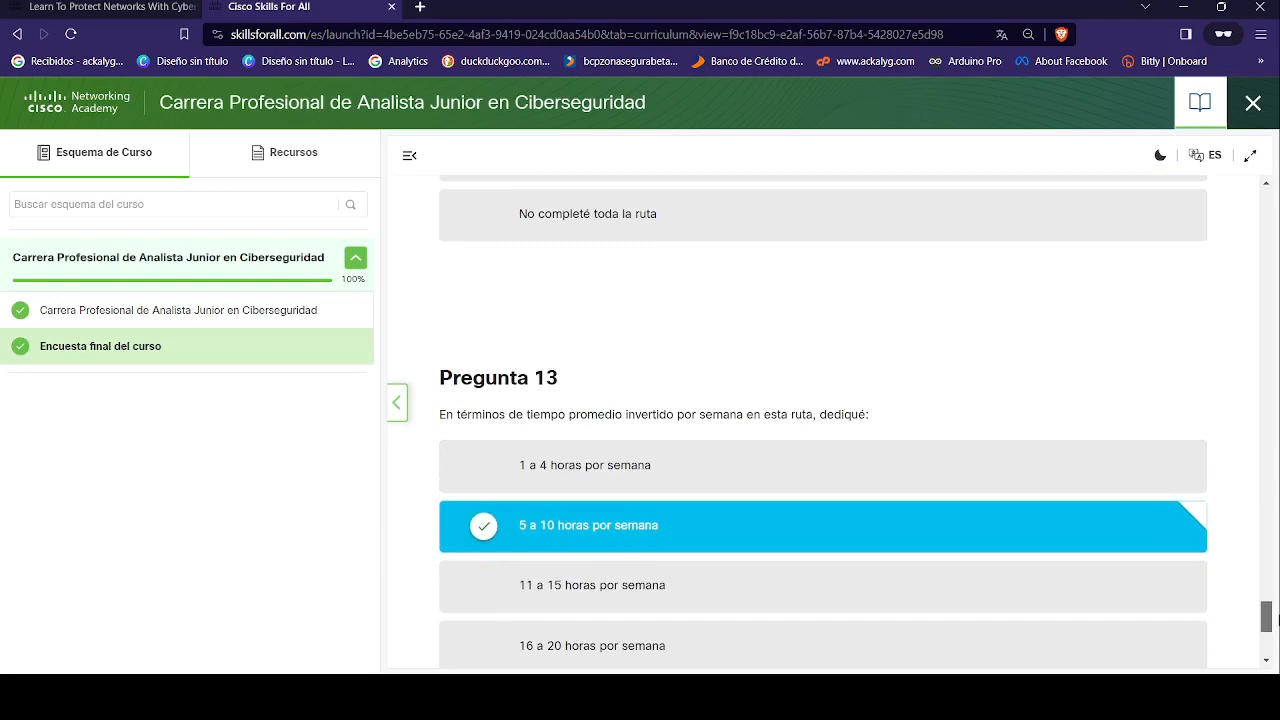 Learn To Protect Networks With Cyber
Cisco Skills For All
skillsforall.com/es/launch?id=4be5eb75-65e2-4af3-9419-024cd0aa54b0&tab=curriculum&view=f9c18bc9-e2af-56b7-87b4-5428027e5d98
Recibidos - ackalyg...
Diseño sin título
Diseño sin título - L...
Analytics
duckduckgoo.com...
bcpzonasegurabeta...
Banco de Crédito d...
www.ackalyg.com
Arduino Pro
About Facebook
Bitly | Onboard
»
Networking
CISCO Academy
Carrera Profesional de Analista Junior en Ciberseguridad
Esquema de Curso
Recursos
ES
Buscar esquema del curso
Carrera Profesional de Analista Junior en Ciberseguridad
100%
Carrera Profesional de Analista Junior en Ciberseguridad
Encuesta final del curso
No completé toda la ruta
Pregunta 13
En términos de tiempo promedio invertido por semana en esta ruta, dediqué:
1 a 4 horas por semana
5 a 10 horas por semana
11 a 15 horas por semana
16 a 20 horas por semana